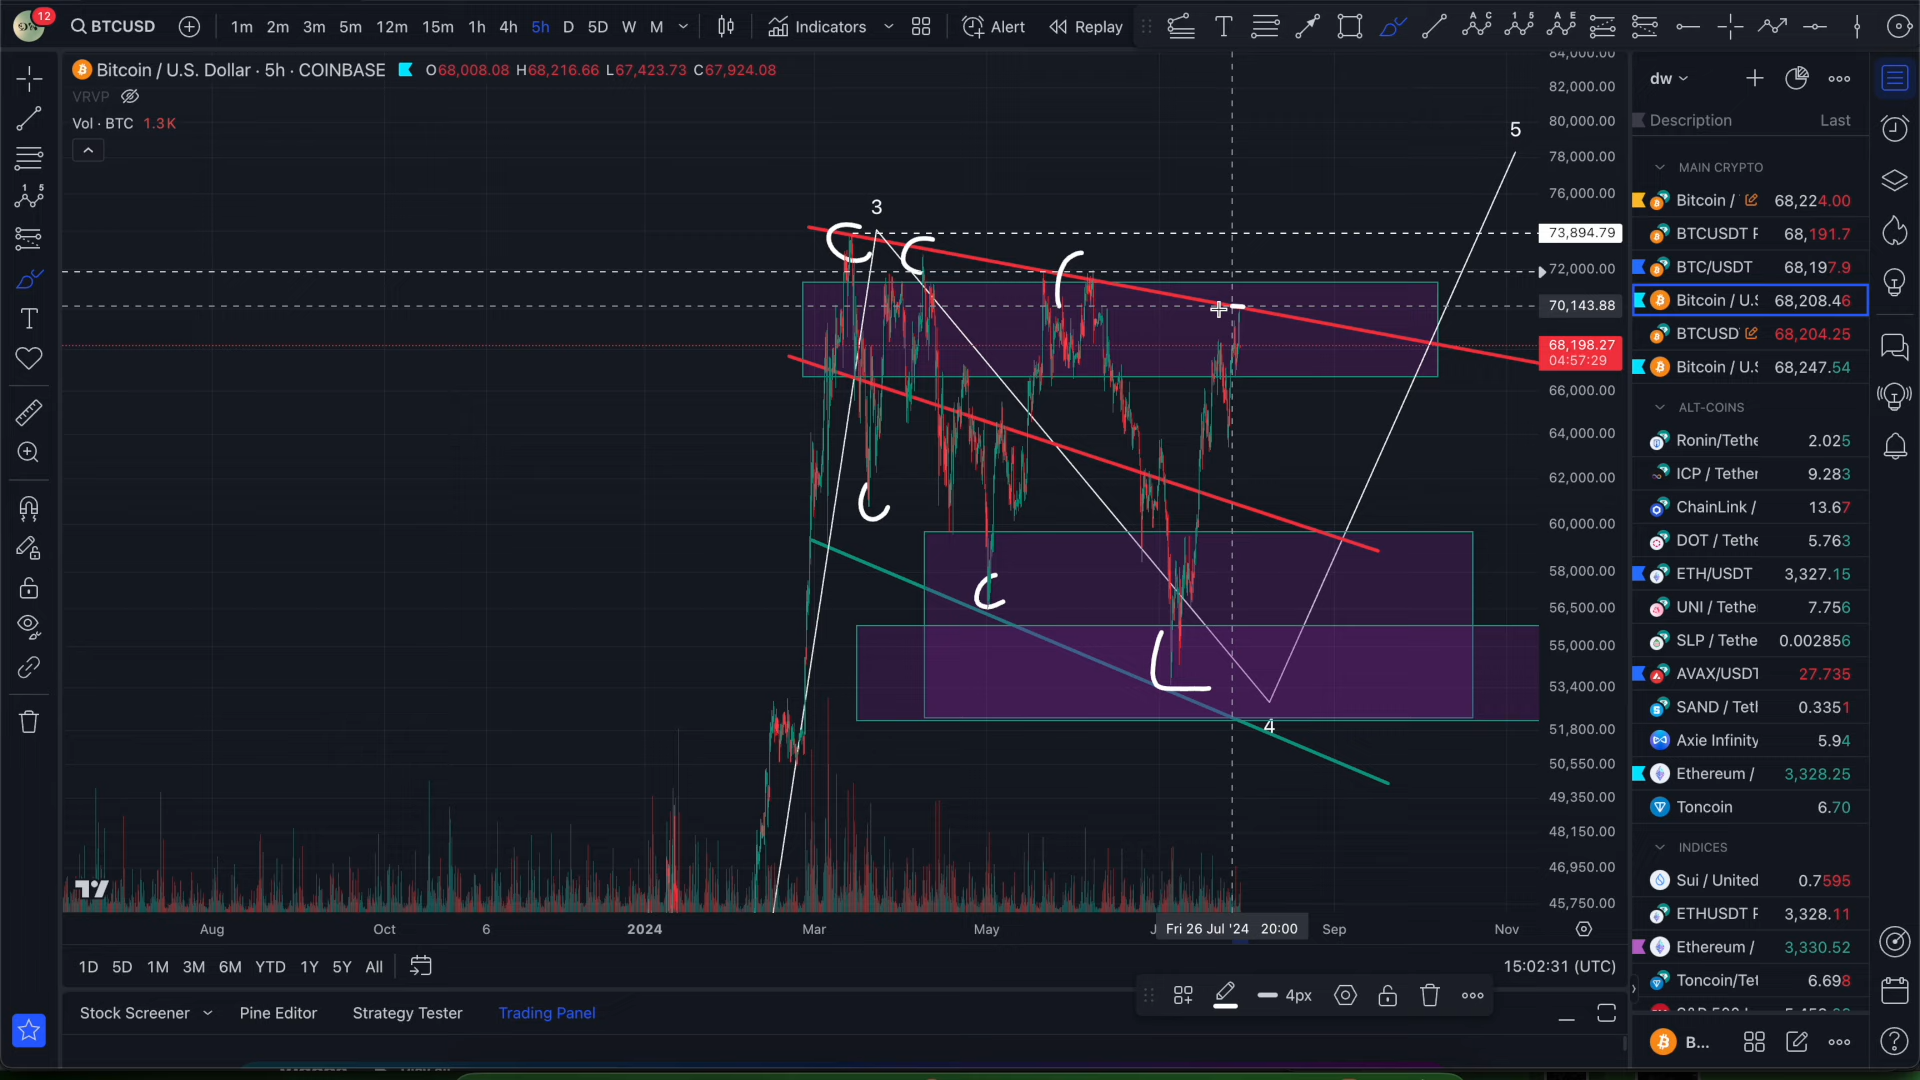 12
BTCUSD
1m 2m 3m 5m 12m 15m 1h 4h 5h D 5D W M
Indicators
Alert
Replay
Bitcoin / U.S. Dollar · 5h · COINBASE O68,008.08 H68,216.66 L67,423.73 C67,924.08
VRVP
Vol · BTC 1.3K
3
5
4
84,000.00
82,000.00
80,000.00
78,000.00
76,000.00
73,894.79
72,000.00
70,143.88
68,198.27
04:57:29
66,000.00
64,000.00
62,000.00
60,000.00
58,000.00
56,500.00
55,000.00
53,400.00
51,800.00
50,550.00
49,350.00
48,150.00
46,950.00
45,750.00
Aug Oct 6 2024 Mar May Fri 26 Jul '24 20:00 Sep Nov
1D 5D 1M 3M 6M YTD 1Y 5Y All
15:02:31 (UTC)
4px
Stock Screener Pine Editor Strategy Tester Trading Panel
dw
Description Last
MAIN CRYPTO
Bitcoin / 68,224.00
BTCUSDT 68,191.7
BTC/USDT 68,197.9
Bitcoin / U.S 68,208.46
BTCUSD 68,204.25
Bitcoin / U.S 68,247.54
ALT-COINS
Ronin/Tethe 2.025
ICP / Tether 9.283
ChainLink / 13.67
DOT / Tethe 5.763
ETH/USDT 3,327.15
UNI / Tethe 7.756
SLP / Tethe 0.002856
AVAX/USDT 27.735
SAND / Tetl 0.3351
Axie Infinity 5.94
Ethereum / 3,328.25
Toncoin 6.70
INDICES
Sui / United 0.7595
ETHUSDT 3,328.11
Ethereum / 3,330.52
Toncoin/Tet 6.698
B...